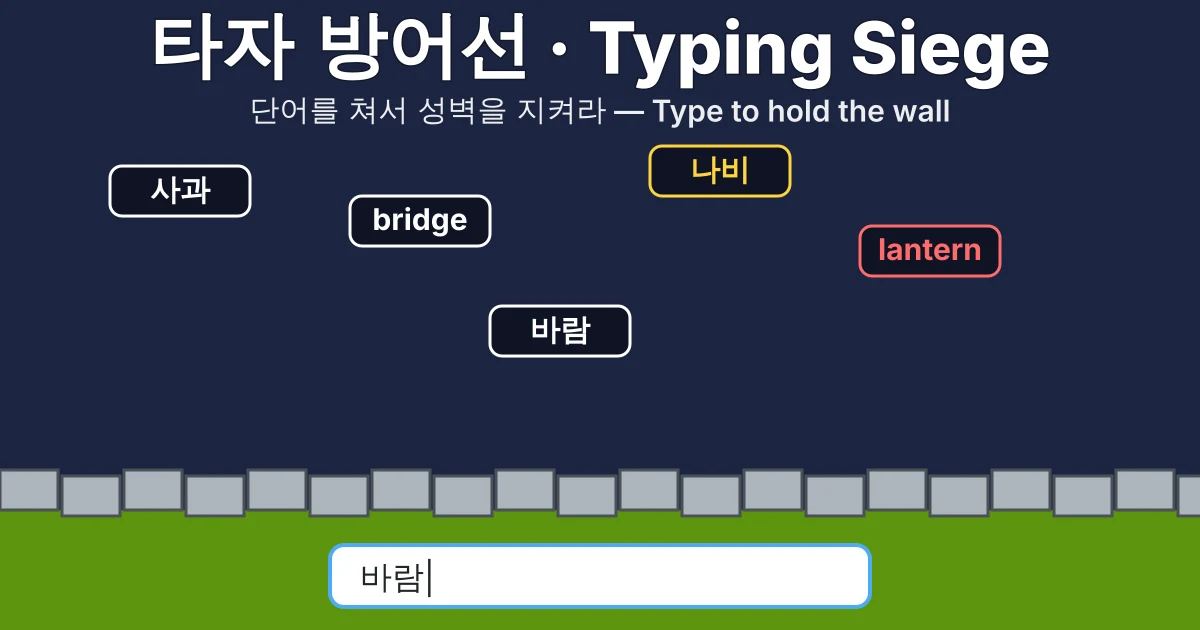 타자 방어선 · Typing Siege
단어를 쳐서 성벽을 지켜라 — Type to hold the wall
나비
사과
bridge
lantern
바람
바람